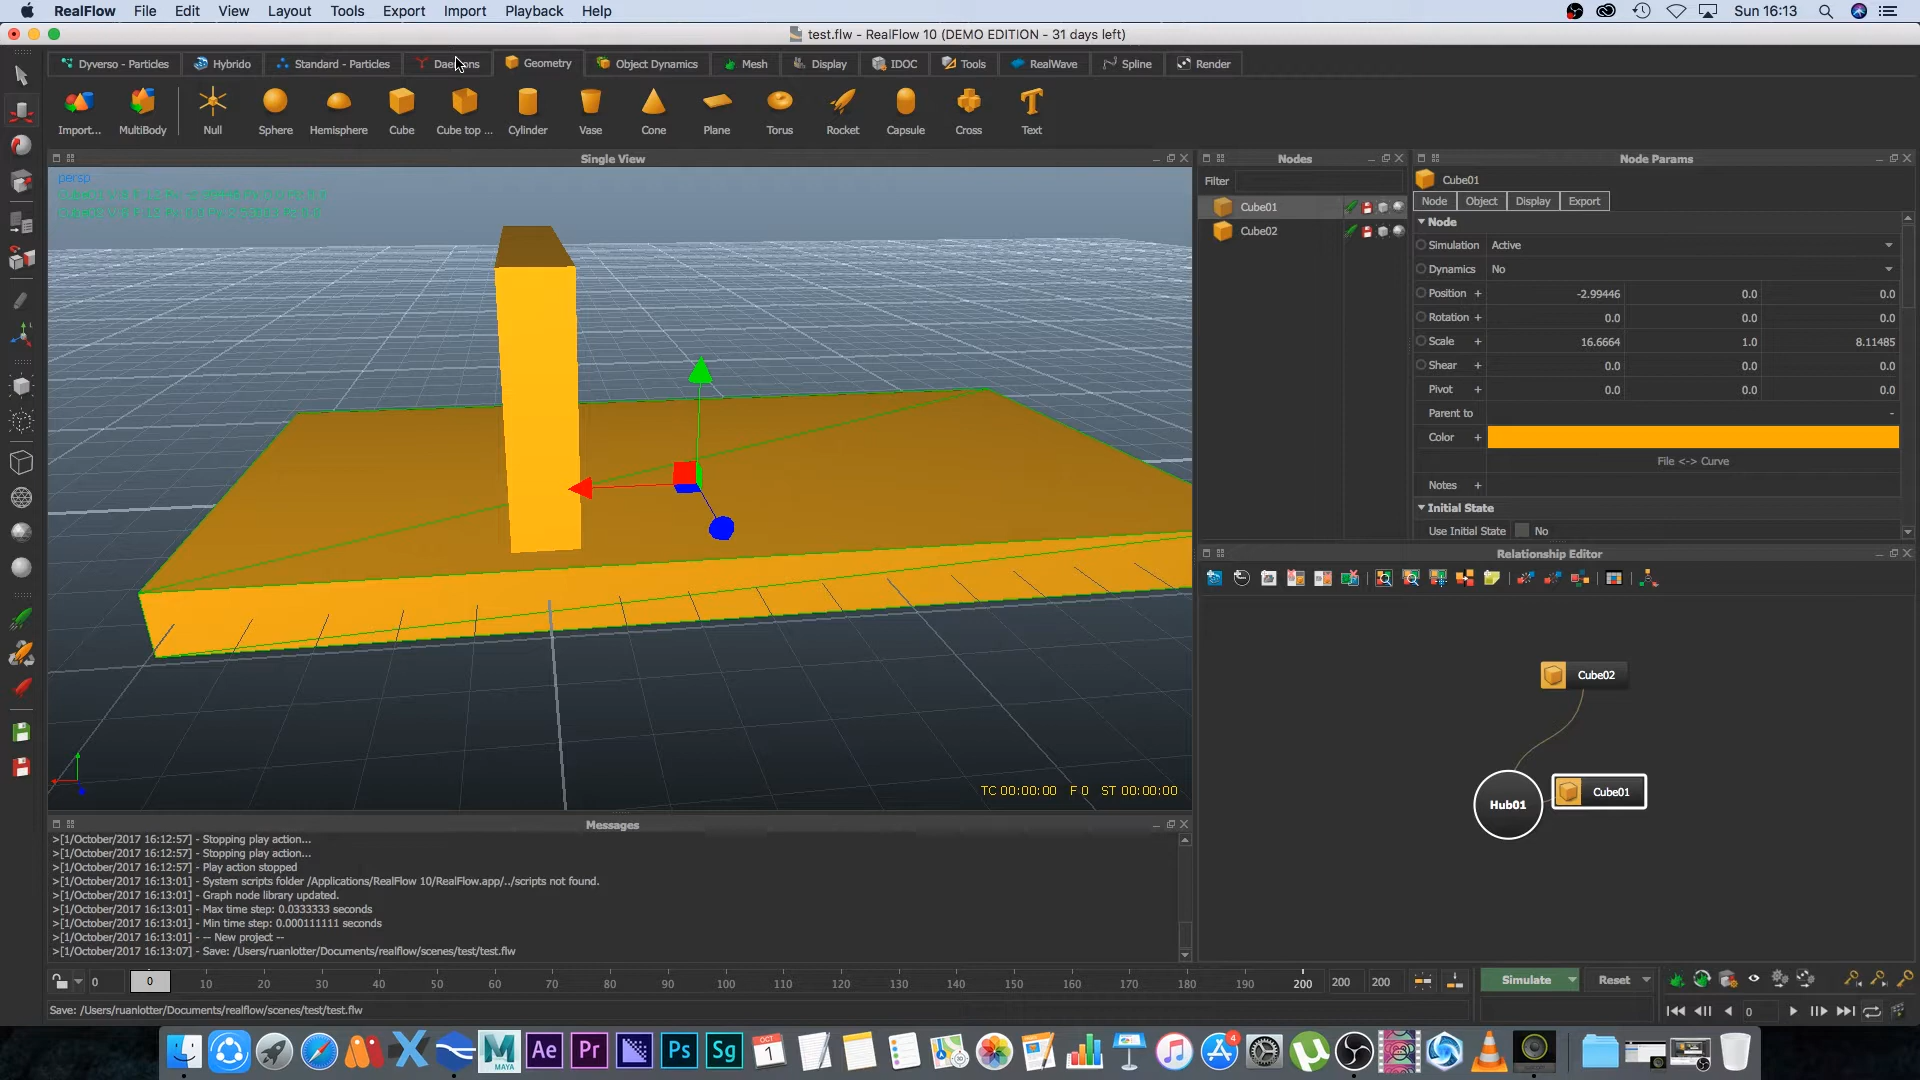 RealFlow File Edit View Layout Tools Export Import Playback Help Sun 16:13
test.flw - RealFlow 10 (DEMO EDITION - 31 days left)
Dyverso - Particles Hybrido Standard - Particles Daemons Geometry Object Dynamics Mesh Display IDOC Tools RealWave Spline Render
Import... MultiBody Null Sphere Hemisphere Cube Cube top ... Cylinder Vase Cone Plane Torus Rocket Capsule Cross Text
Single View
persp
TC 00:00:00 F 0 ST 00:00:00
Nodes
Filter
Cube01
Cube02
Node Params
Cube01
Node Object Display Export
Node
Simulation Active
Dynamics No
Position + -2.99446 0.0 0.0
Rotation + 0.0 0.0 0.0
Scale + 16.6664 1.0 8.11485
Shear + 0.0 0.0 0.0
Pivot + 0.0 0.0 0.0
Parent to -
Color +
File <-> Curve
Notes +
Initial State
Use Initial State No
Relationship Editor
Cube02
Hub01
Cube01
Messages
>[1/October/2017 16:12:57] - Stopping play action...
>[1/October/2017 16:12:57] - Stopping play action...
>[1/October/2017 16:12:57] - Play action stopped
>[1/October/2017 16:13:01] - System scripts folder /Applications/RealFlow 10/RealFlow.app/../scripts not found.
>[1/October/2017 16:13:01] - Graph node library updated.
>[1/October/2017 16:13:01] - Max time step: 0.0333333 seconds
>[1/October/2017 16:13:01] - Min time step: 0.000111111 seconds
>[1/October/2017 16:13:01] - -- New project --
>[1/October/2017 16:13:07] - Save: /Users/ruanlotter/Documents/realflow/scenes/test/test.flw
0 0 10 20 30 40 50 60 70 80 90 100 110 120 130 140 150 160 170 180 190 200 200 200
Simulate Reset
0
Save: /Users/ruanlotter/Documents/realflow/scenes/test/test.flw
MAYA Ae Pr Ps Sg OCT 1 4